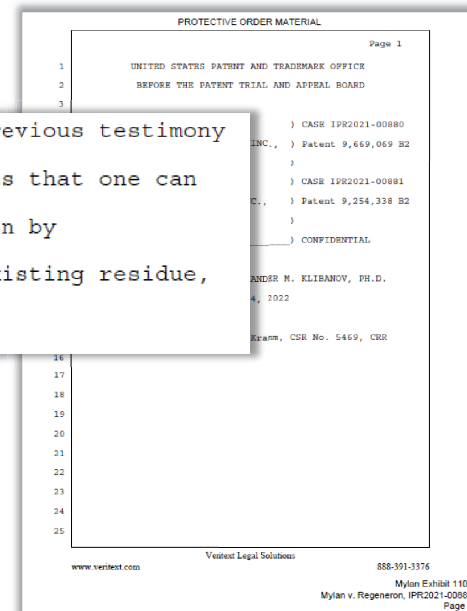 PROTECTIVE ORDER MATERIAL
Page 1
1 UNITED STATES PATENT AND TRADEMARK OFFICE
2 BEFORE THE PATENT TRIAL AND APPEAL BOARD
3
) CASE IPR2021-00880
INC., ) Patent 9,669,069 B2
)
) CASE IPR2021-00881
C., ) Patent 9,254,338 B2
)
) CONFIDENTIAL
testimony
s that one can
n by
residue,
M. KLIBANOV, PH.D.
4, 2022
CSR No. 5469, CRR
16
17
18
19
20
21
22
23
24
25
Veritext Legal Solutions
www.veritext.com 888-391-3376
Mylan Exhibit 110
Mylan v. Regeneron, IPR2021-0088
Page